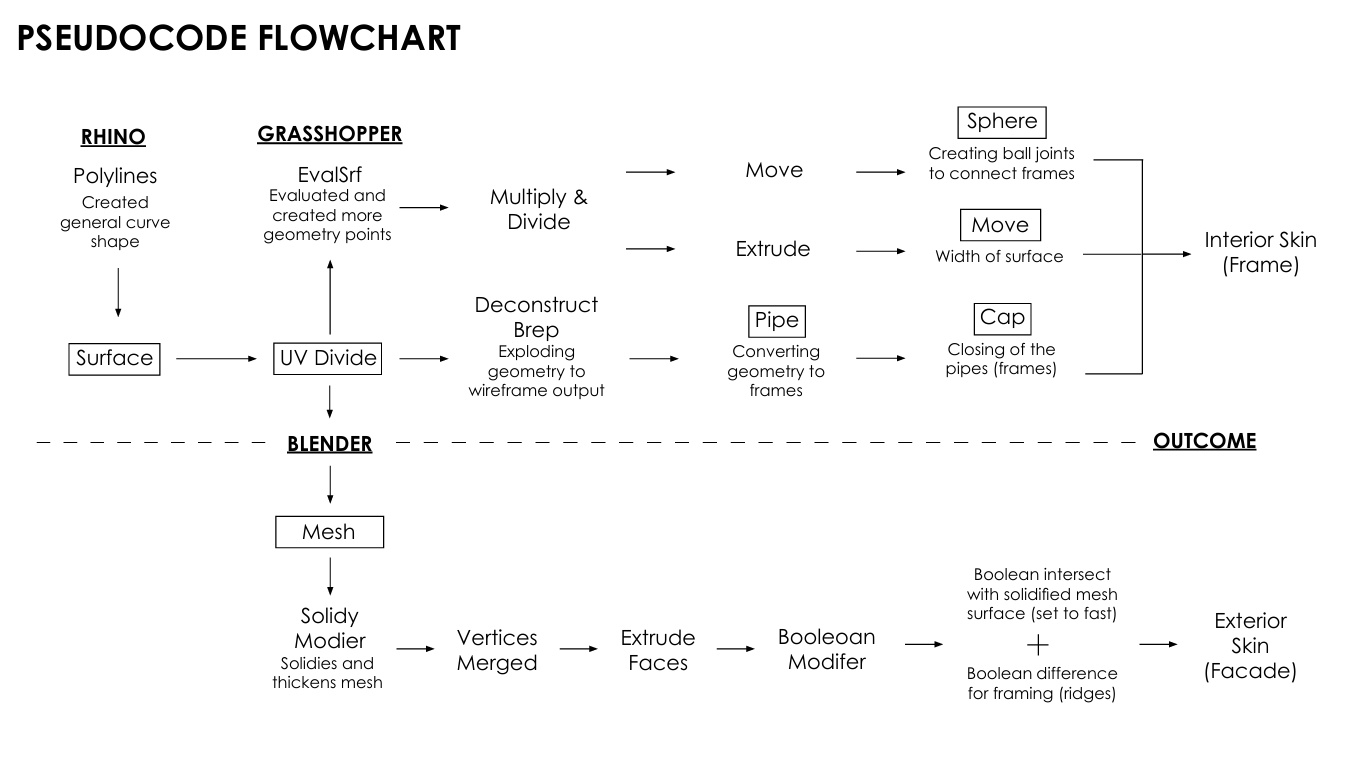 PSEUDOCODE FLOWCHART
RHINO
Polylines
Created
general curve
shape
Surface
GRASSHOPPER
EvalSrf
Evaluated and
created more
geometry points
UV Divide
Multiply &
Divide
Deconstruct
Brep
Exploding
geometry to
wireframe output
Move
Extrude
Pipe
Converting
geometry to
frames
Sphere
Creating ball joints
to connect frames
Move
Width of surface
Cap
Closing of the
pipes (frames)
Interior Skin
(Frame)
BLENDER
OUTCOME
Mesh
Solidy
Modier
Solidies and
thickens mesh
Vertices
Merged
Extrude
Faces
Booleoan
Modifer
Boolean intersect
with solidified mesh
surface (set to fast)
+
Boolean difference
for framing (ridges)
Exterior
Skin
(Facade)